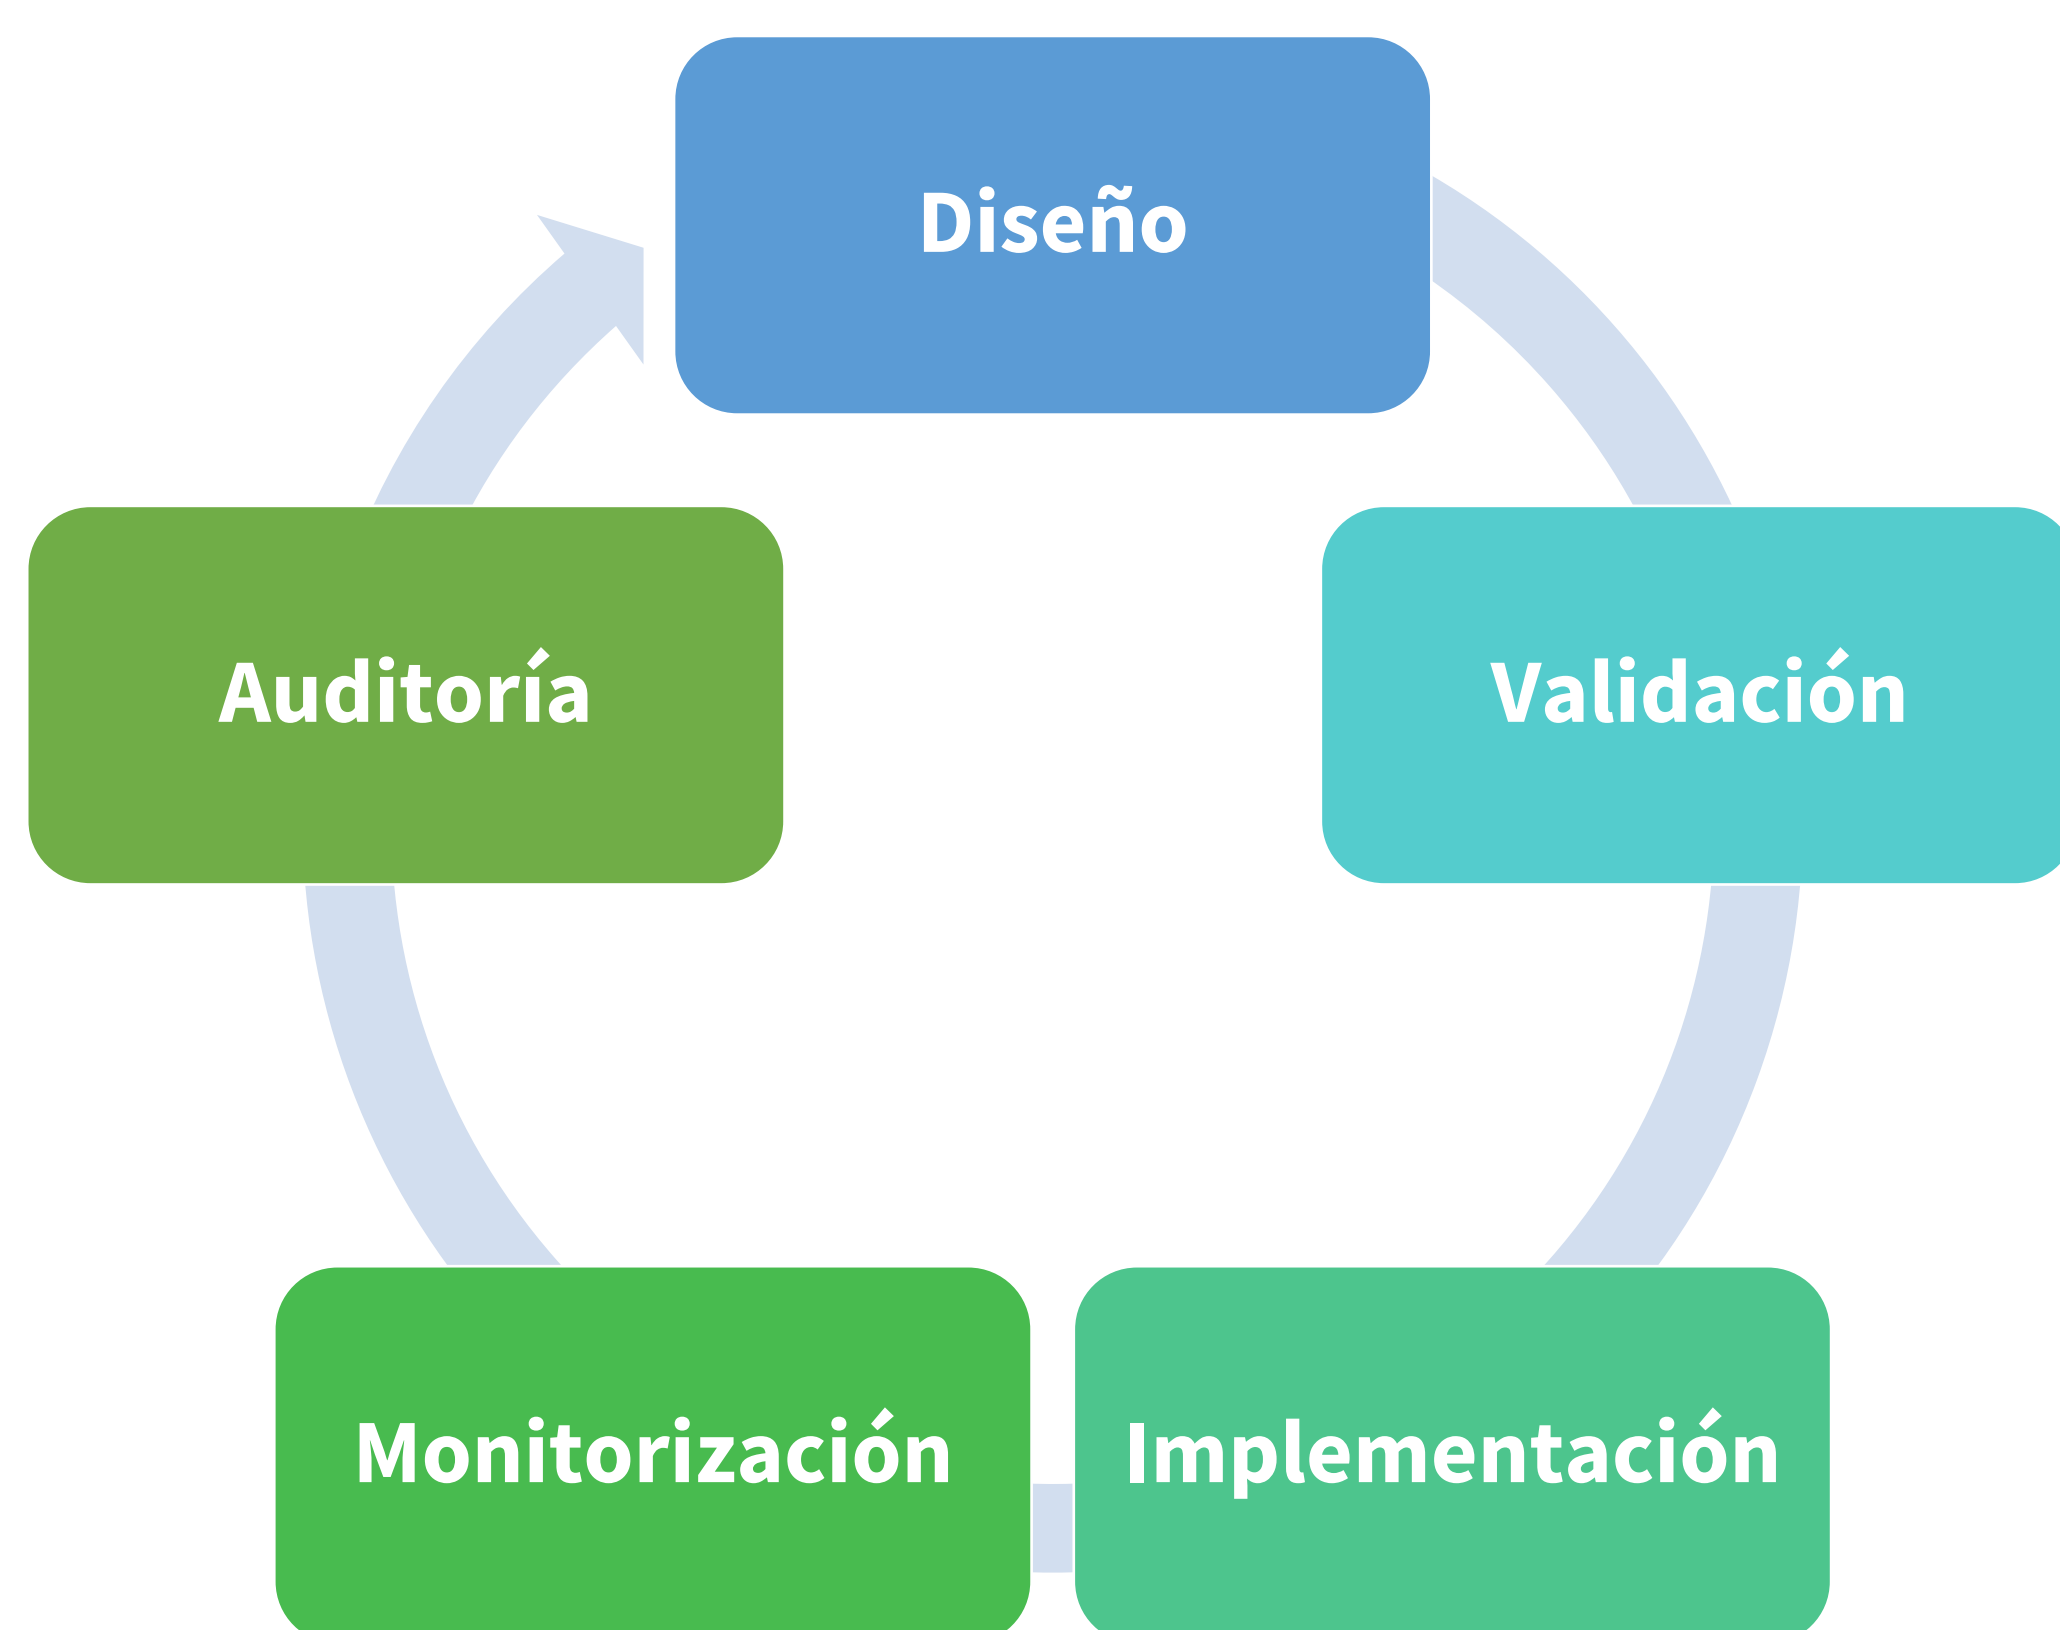 Diseño
Validación
Implementación
Monitorización
Auditoría